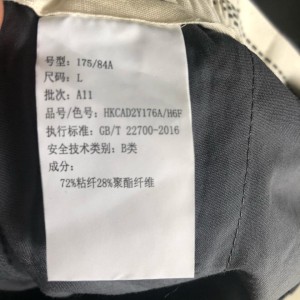 号型：175/84A
尺码：L
批次：A11
品号/色号：HKCAD2Y176A/H6F
执行标准：GB/T 22700-2016
安全技术类别：B类
成分：
72%粘纤28%聚酯纤维